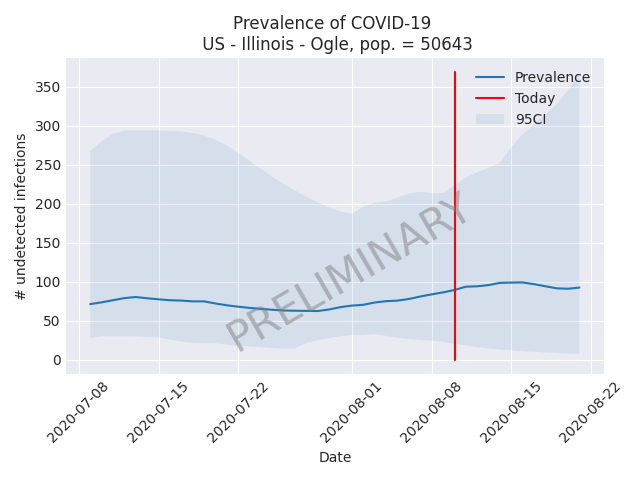 Prevalence of COVID-19
US - Illinois - Ogle, pop. = 50643
# undetected infections
350
300
250
200
150
100
50
0
Prevalence
Today
95CI
PRELIMINARY
2020-07-08
2020-07-15
2020-07-22
2020-08-01
2020-08-08
2020-08-15
2020-08-22
Date